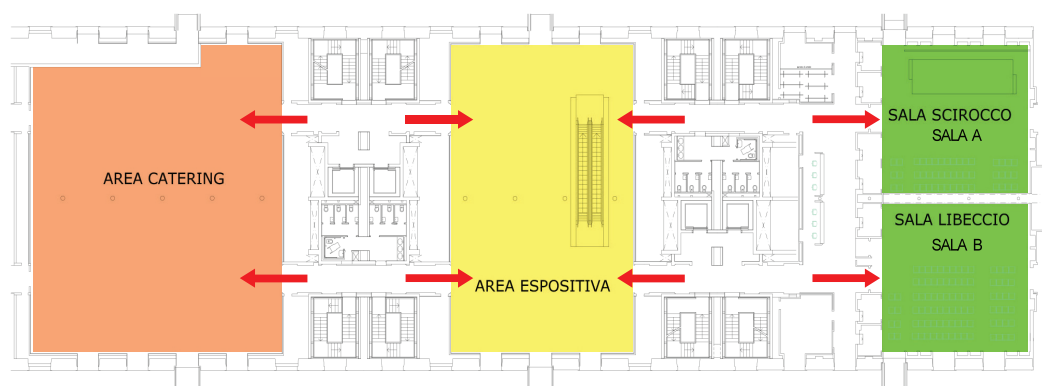 AREA CATERING
AREA ESPOSITIVA
SALA SCIROCCO
SALA A
SALA LIBECCIO
SALA B